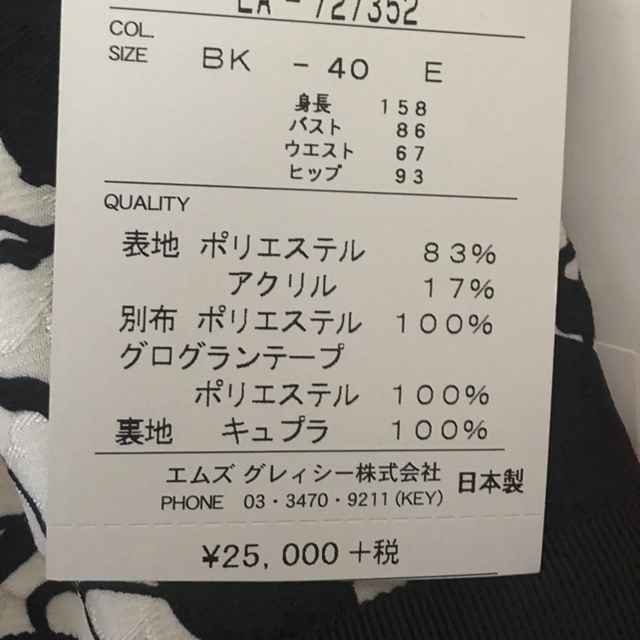 LA-727352
COL.
SIZE BK - 40 E
身長 158
バスト 86
ウエスト 67
ヒップ 93
QUALITY
表地 ポリエステル 83%
アクリル 17%
別布 ポリエステル 100%
グログランテープ
ポリエステル 100%
裏地 キュプラ 100%
エムズ グレィシー株式会社 日本製
PHONE 03・3470・9211(KEY)
¥25,000+税